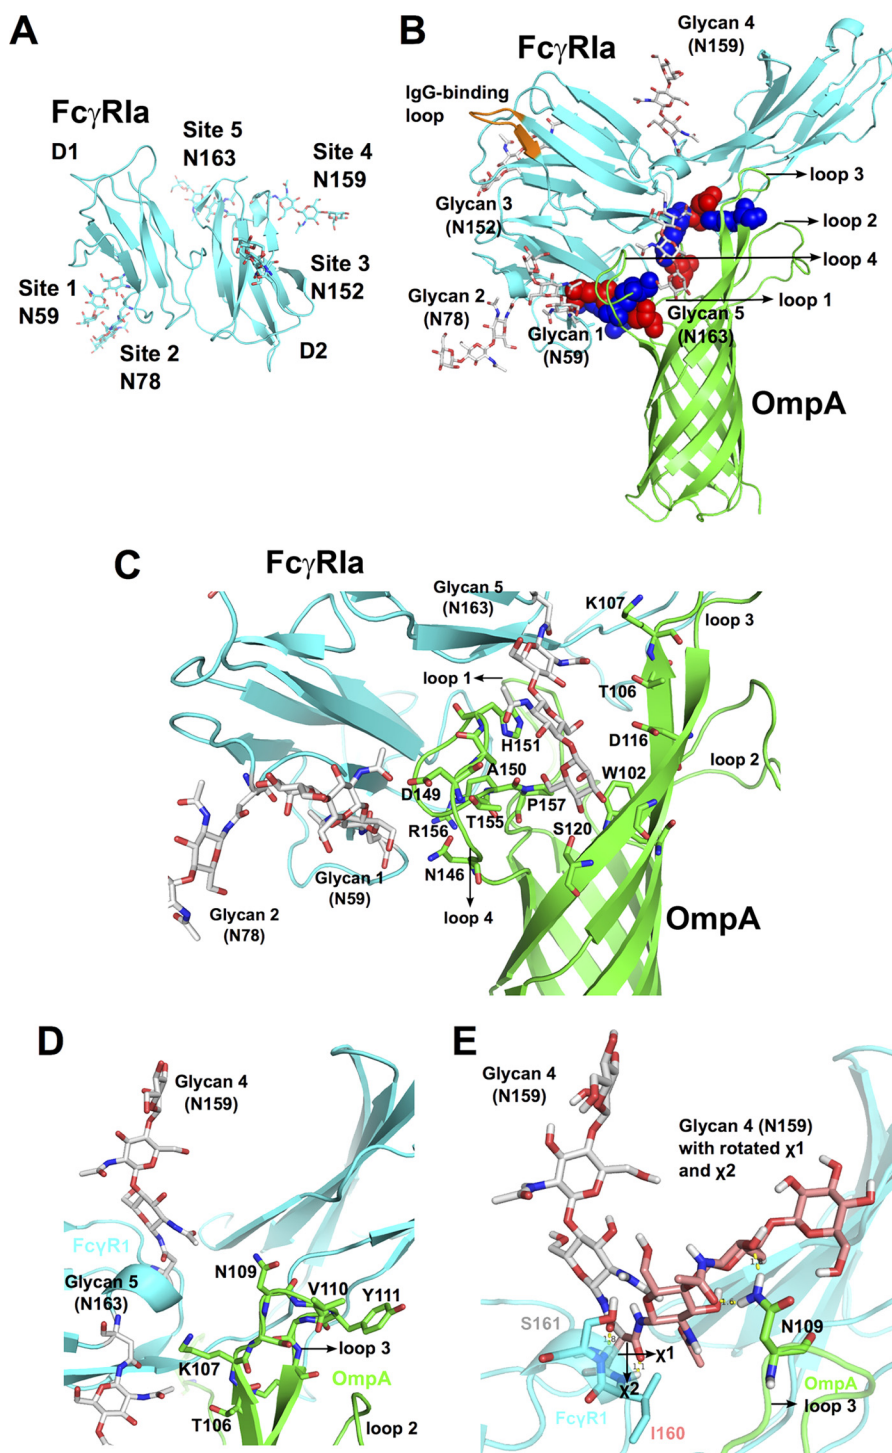 A
FcγRIa
D1
Site 5
N163
Site 4
N159
Site 1
N59
Site 3
N152
Site 2
N78
D2
B
FcγRIa
Glycan 4
(N159)
IgG-binding
loop
loop 3
Glycan 3
(N152)
loop 2
loop 4
Glycan 2
(N78)
Glycan 1
(N59)
Glycan 5
(N163)
loop 1
OmpA
C
FcγRIa
Glycan 5
(N163)
K107
loop 3
loop 1
T106
H151
D116
loop 2
A150
D149
W102
P157
T155
R156
S120
N146
Glycan 1
(N59)
Glycan 2
(N78)
loop 4
OmpA
D
Glycan 4
(N159)
FcγR1
N109
V110
Y111
Glycan 5
(N163)
loop 3
K107
OmpA
T106
loop 2
E
Glycan 4
(N159)
Glycan 4 (N159)
with rotated χ1
and χ2
S161
N109
χ1
χ2
FcγR1
I160
OmpA
loop 3